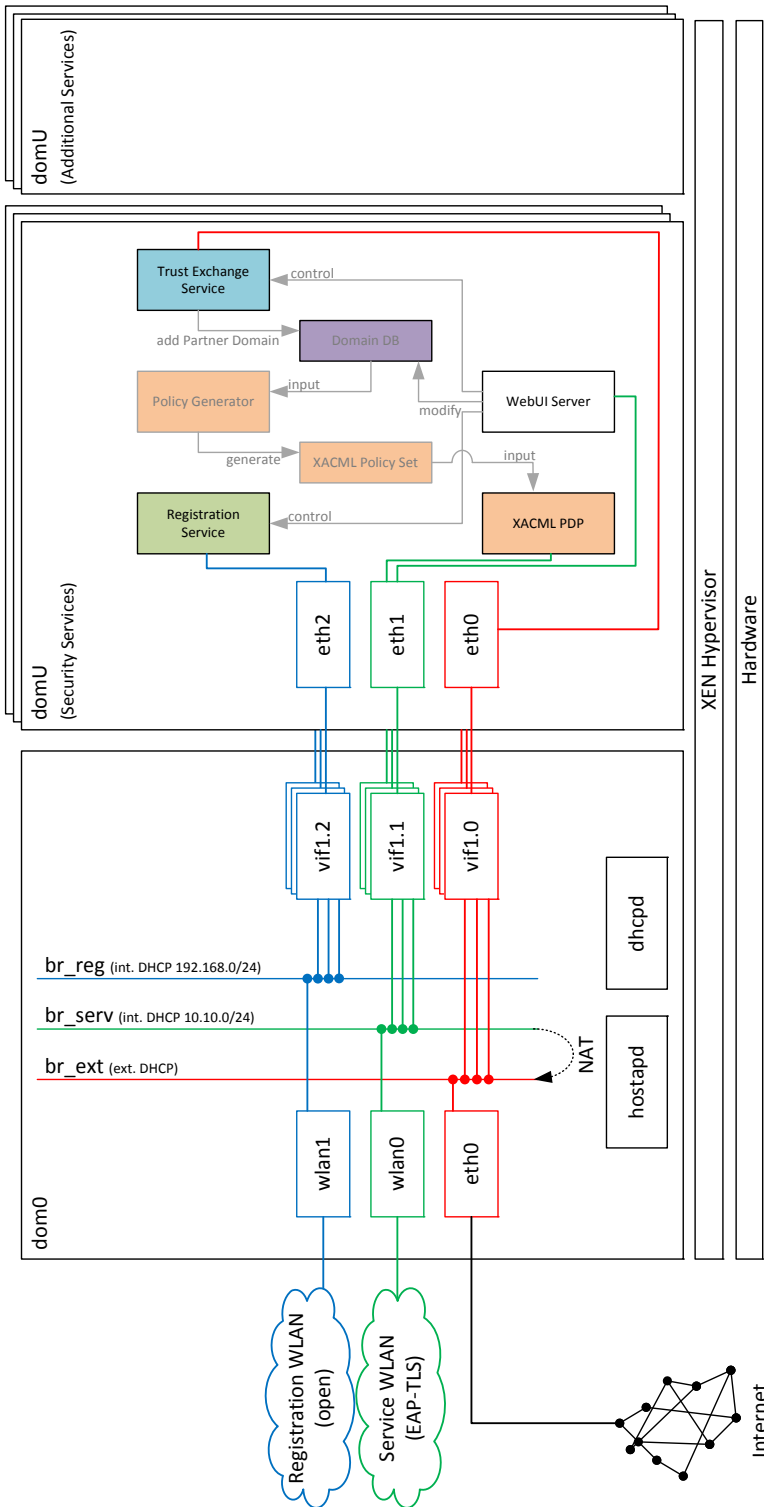 domU
(Additional Services)
domU
(Security Services)
Trust Exchange
Service
control
add Partner Domain
Domain DB
input
Policy Generator
modify
WebUI Server
generate
XACML Policy Set
input
Registration
Service
control
XACML PDP
eth2
eth1
eth0
XEN Hypervisor
Hardware
vif1.2
vif1.1
vif1.0
dhcpd
br_reg (int. DHCP 192.168.0/24)
br_serv (int. DHCP 10.10.0/24)
br_ext (ext. DHCP)
NAT
hostapd
wlan1
wlan0
eth0
dom0
Registration WLAN
(open)
Service WLAN
(EAP-TLS)
Internet